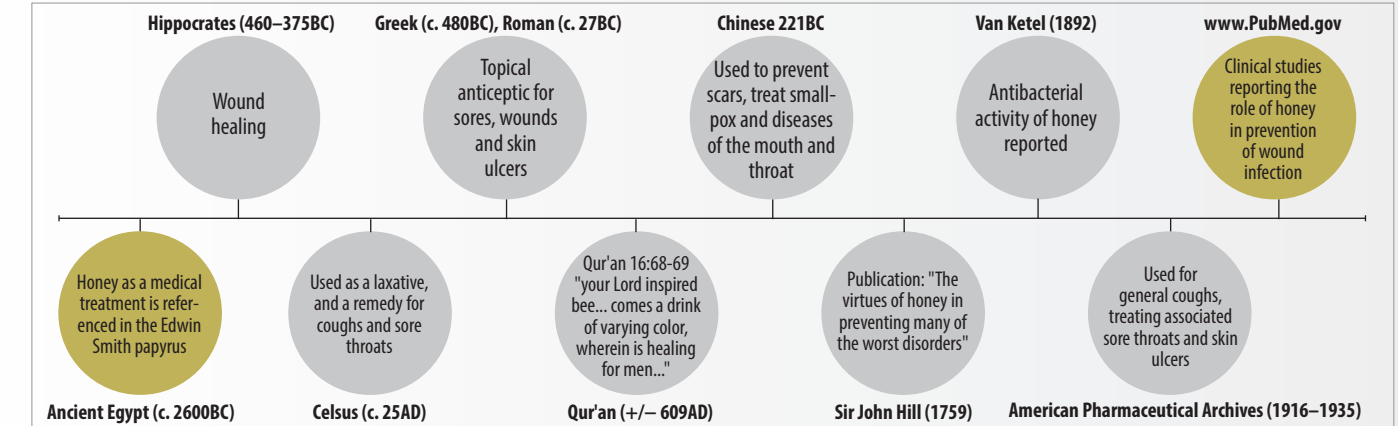 Hippocrates (460–375BC)
Wound
healing
Greek (c. 480BC), Roman (c. 27BC)
Topical
anticeptic for
sores, wounds
and skin
ulcers
Chinese 221BC
Used to prevent
scars, treat small-
pox and diseases
of the mouth and
throat
Van Ketel (1892)
Antibacterial
activity of honey
reported
www.PubMed.gov
Clinical studies
reporting the
role of honey
in prevention
of wound
infection
Honey as a medical
treatment is refer-
enced in the Edwin
Smith papyrus
Ancient Egypt (c. 2600BC)
Used as a laxative,
and a remedy for
coughs and sore
throats
Celsus (c. 25AD)
Qur'an 16:68-69
"your Lord inspired
bee... comes a drink
of varying color,
wherein is healing
for men..."
Qur'an (+/– 609AD)
Publication: "The
virtues of honey in
preventing many of
the worst disorders"
Sir John Hill (1759)
Used for
general coughs,
treating associated
sore throats and skin
ulcers
American Pharmaceutical Archives (1916–1935)